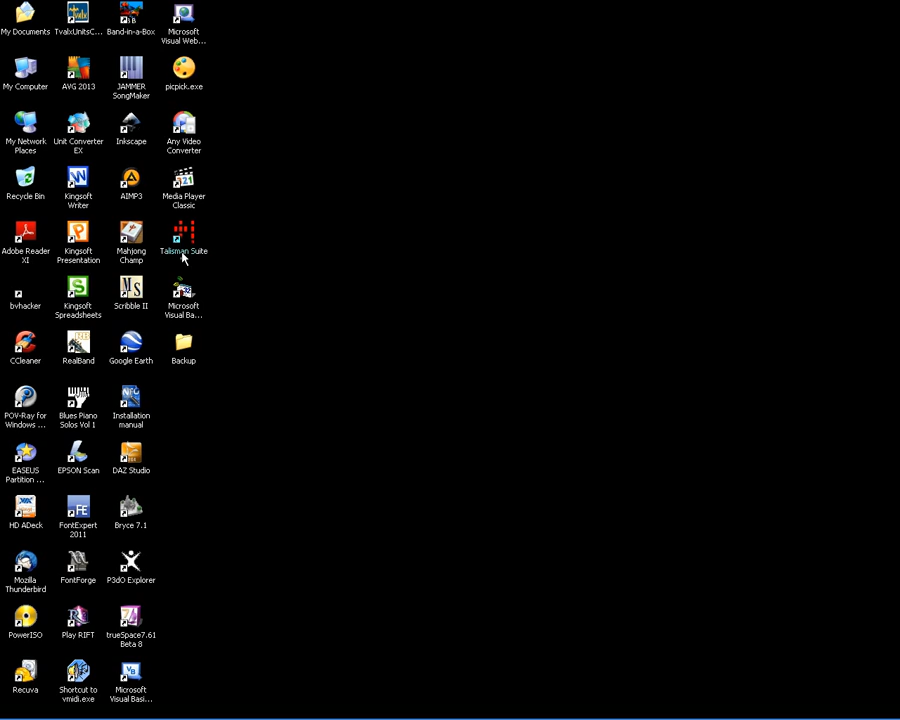 My Documents
TvalxUnitsC...
Band-in-a-Box
Microsoft
Visual Web...
My Computer
AVG 2013
JAMMER
SongMaker
picpick.exe
My Network
Places
Unit Converter
EX
Inkscape
Any Video
Converter
Recycle Bin
Kingsoft
Writer
AIMP3
Media Player
Classic
Adobe Reader
XI
Kingsoft
Presentation
Mahjong
Champ
Talisman Suite
bvhacker
Kingsoft
Spreadsheets
Scribble II
Microsoft
Visual Ba...
CCleaner
RealBand
Google Earth
Backup
POV-Ray for
Windows ...
Blues Piano
Solos Vol 1
Installation
manual
EASEUS
Partition ...
EPSON Scan
DAZ Studio
HD ADeck
FontExpert
2011
Bryce 7.1
Mozilla
Thunderbird
FontForge
P3dO Explorer
PowerISO
Play RIFT
trueSpace7.61
Beta 8
Recuva
Shortcut to
vmidi.exe
Microsoft
Visual Basi...